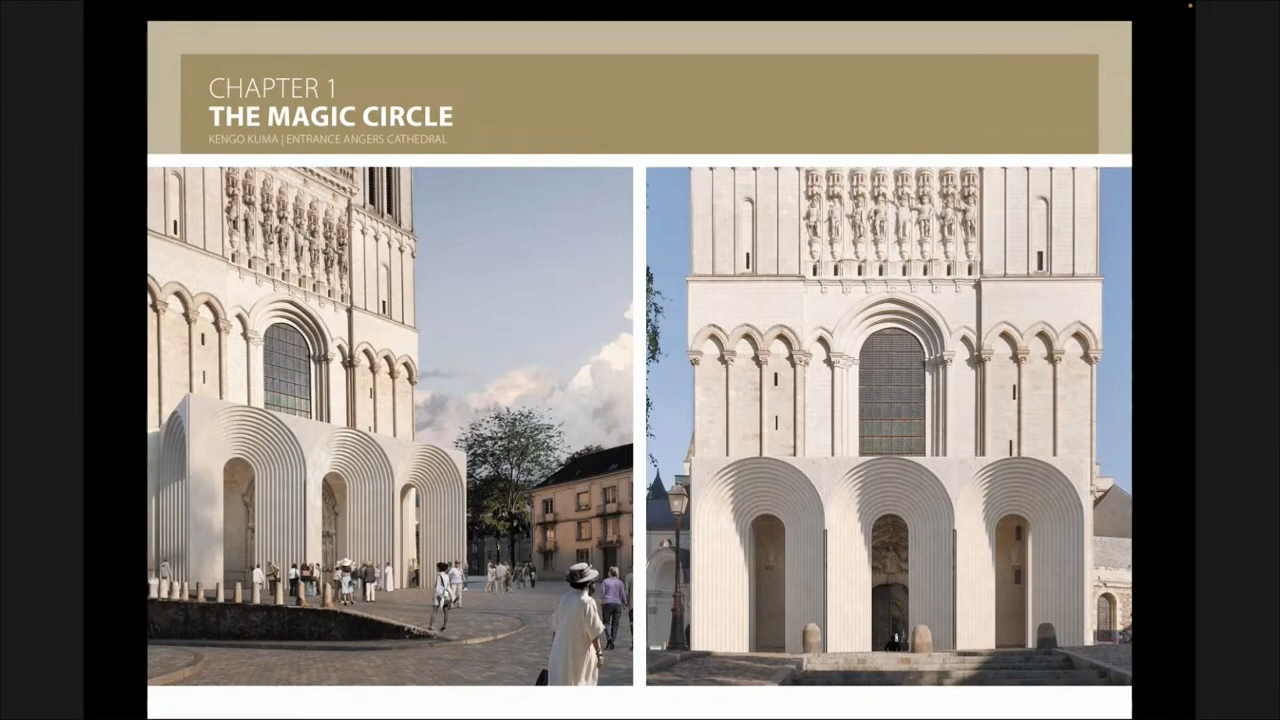 CHAPTER 1
THE MAGIC CIRCLE
KENGO KUMA | ENTRANCE ANGERS CATHEDRAL